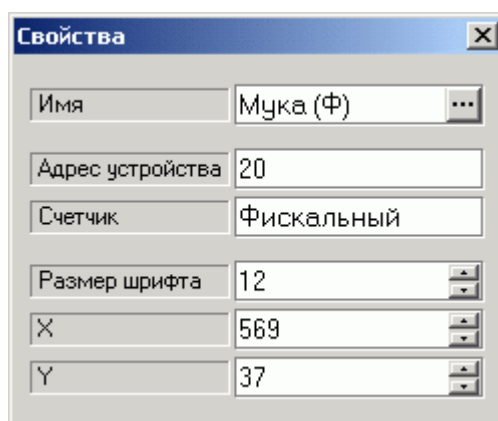 Свойства
Имя Мука (Ф) ...
Адрес устройства 20
Счетчик Фискальный
Размер шрифта 12
X 569
Y 37